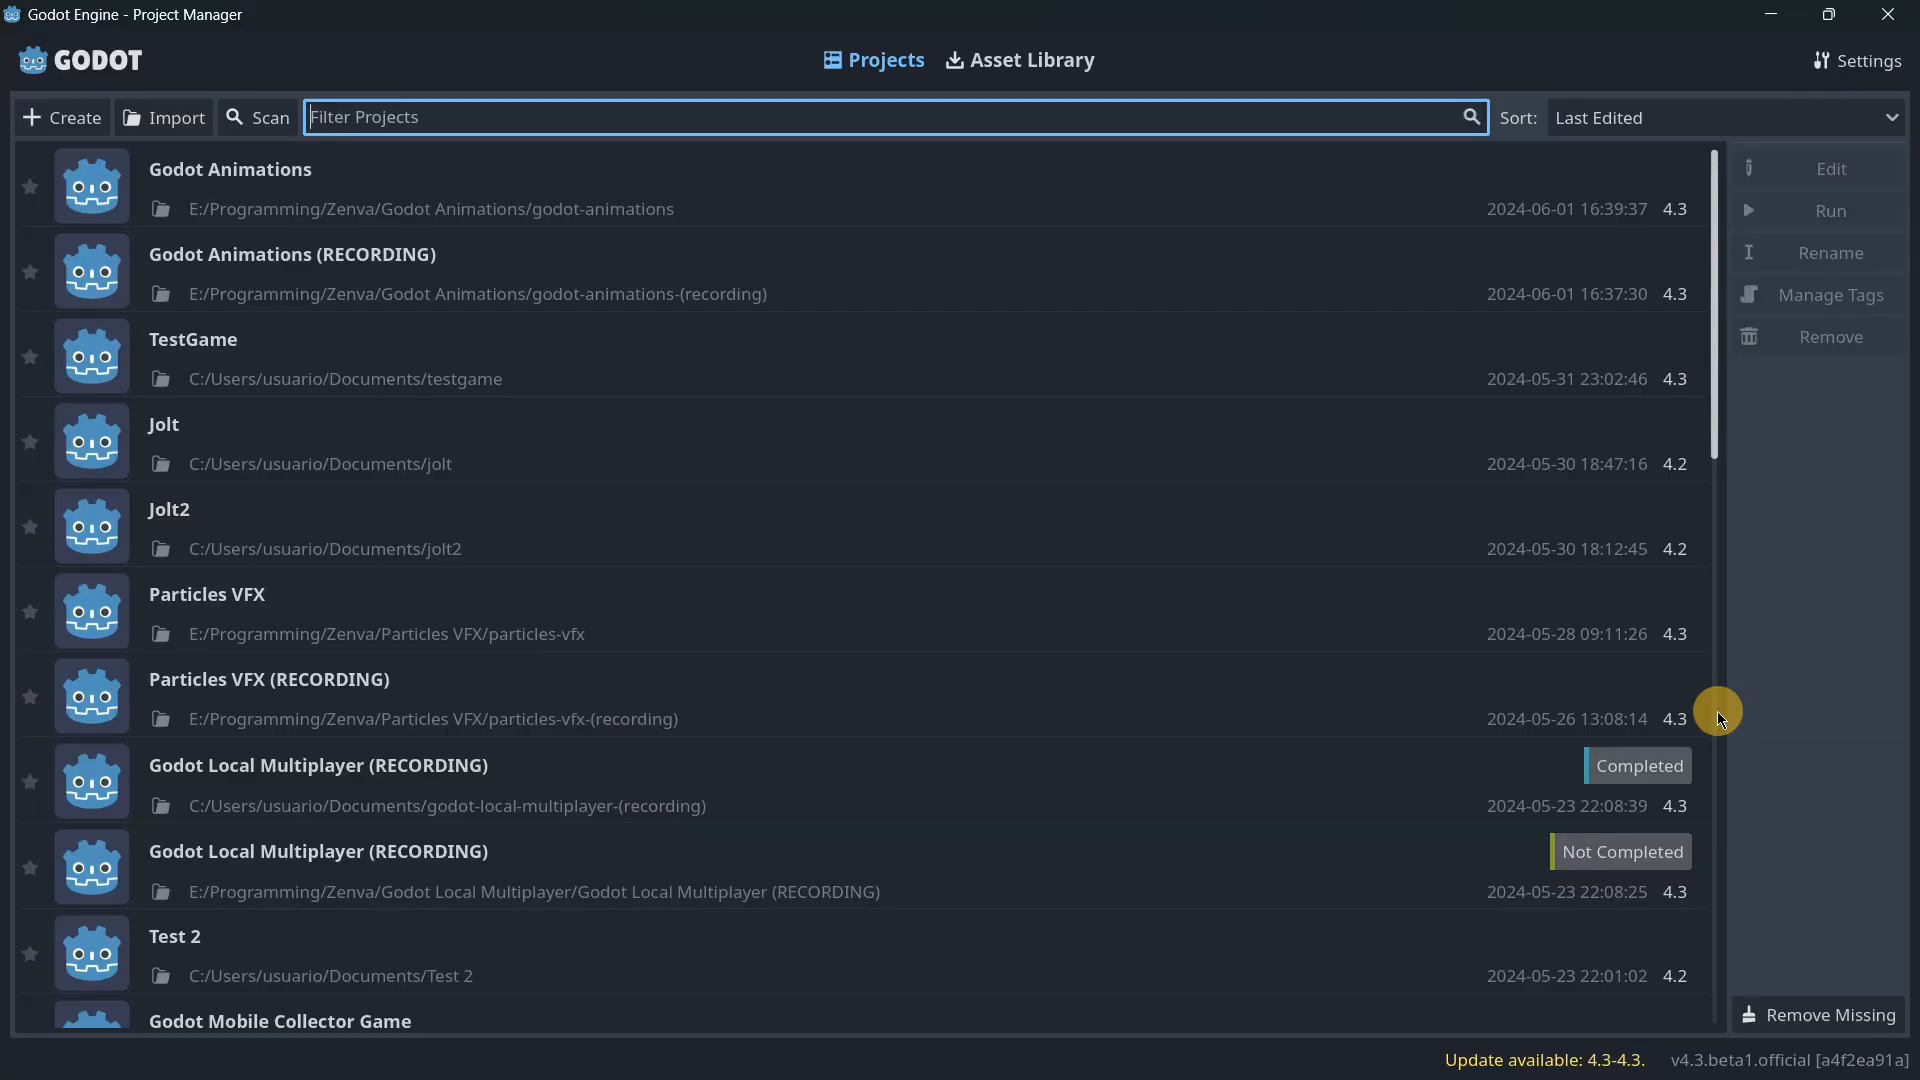 Godot Engine - Project Manager
GODOT
Projects
Asset Library
Settings
Create
Import
Scan
Filter Projects
Sort:
Last Edited
Godot Animations
E:/Programming/Zenva/Godot Animations/godot-animations
2024-06-01 16:39:37 4.3
Godot Animations (RECORDING)
E:/Programming/Zenva/Godot Animations/godot-animations-(recording)
2024-06-01 16:37:30 4.3
TestGame
C:/Users/usuario/Documents/testgame
2024-05-31 23:02:46 4.3
Jolt
C:/Users/usuario/Documents/jolt
2024-05-30 18:47:16 4.2
Jolt2
C:/Users/usuario/Documents/jolt2
2024-05-30 18:12:45 4.2
Particles VFX
E:/Programming/Zenva/Particles VFX/particles-vfx
2024-05-28 09:11:26 4.3
Particles VFX (RECORDING)
E:/Programming/Zenva/Particles VFX/particles-vfx-(recording)
2024-05-26 13:08:14 4.3
Godot Local Multiplayer (RECORDING)
Completed
C:/Users/usuario/Documents/godot-local-multiplayer-(recording)
2024-05-23 22:08:39 4.3
Godot Local Multiplayer (RECORDING)
Not Completed
E:/Programming/Zenva/Godot Local Multiplayer/Godot Local Multiplayer (RECORDING)
2024-05-23 22:08:25 4.3
Test 2
C:/Users/usuario/Documents/Test 2
2024-05-23 22:01:02 4.2
Godot Mobile Collector Game
Edit
Run
Rename
Manage Tags
Remove
Remove Missing
Update available: 4.3-4.3.
v4.3.beta1.official [a4f2ea91a]